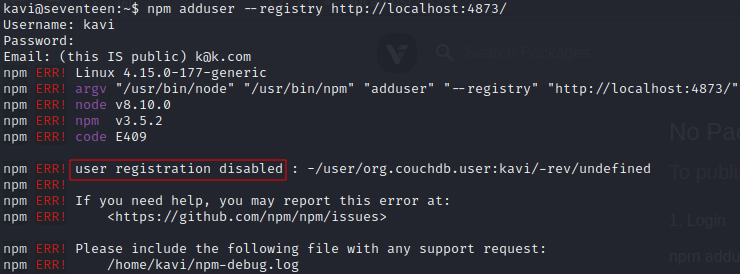 kavi@seventeen:~$ npm adduser --registry http://localhost:4873/
Username: kavi
Password:
Email: (this IS public) k@k.com
npm ERR! Linux 4.15.0-177-generic
npm ERR! argv "/usr/bin/node" "/usr/bin/npm" "adduser" "--registry" "http://localhost:4873/"
npm ERR! node v8.10.0
npm ERR! npm  v3.5.2
npm ERR! code E409
npm ERR! user registration disabled : -/user/org.couchdb.user:kavi/-rev/undefined
npm ERR!
npm ERR! If you need help, you may report this error at:
npm ERR!     <https://github.com/npm/npm/issues>
npm ERR! Please include the following file with any support request:
npm ERR!     /home/kavi/npm-debug.log
Search Packages
No Pa
To publi
1. Login
npm addu